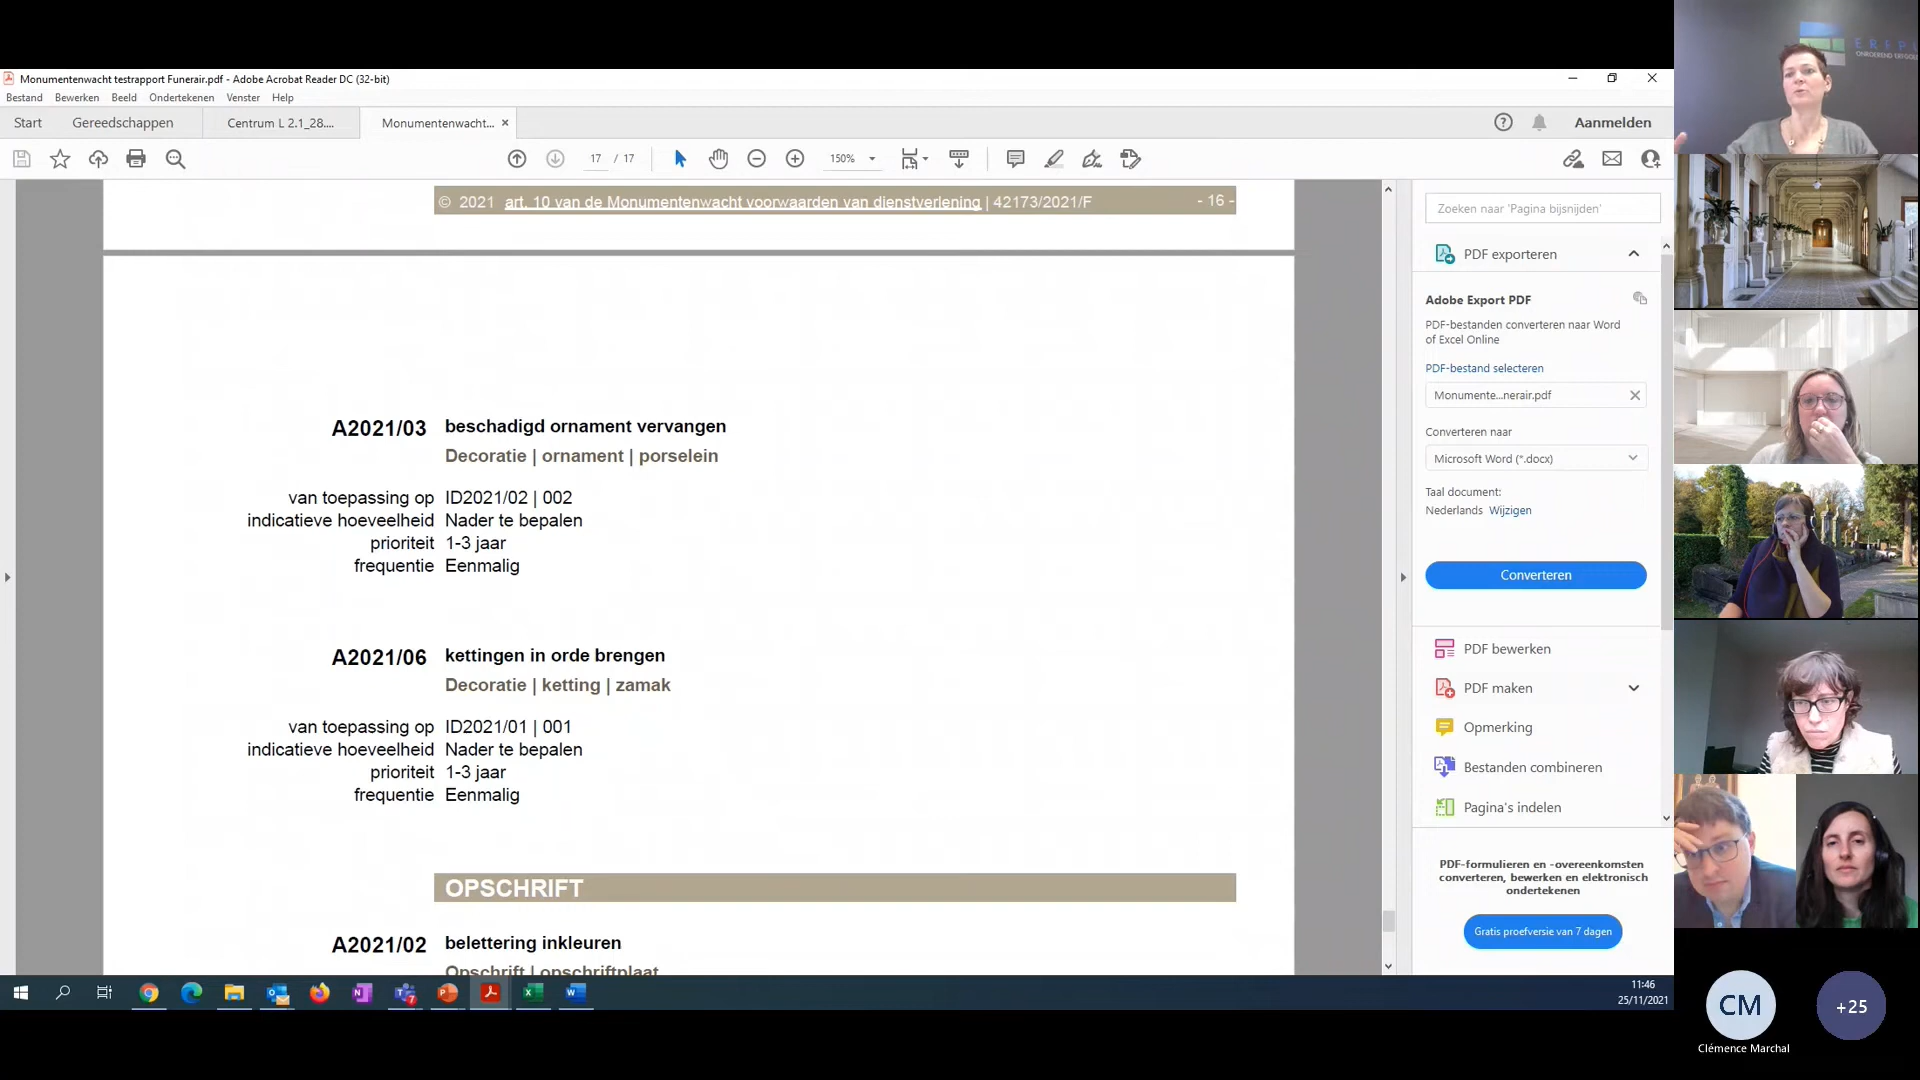 Monumentenwacht testrapport Funerair.pdf - Adobe Acrobat Reader DC (32-bit)
Bestand Bewerken Beeld Ondertekenen Venster Help
Start Gereedschappen Centrum L 2.1_28.... Monumentenwacht... × Aanmelden
17 / 17 150%
© 2021 art. 10 van de Monumentenwacht voorwaarden van dienstverlening | 42173/2021/F - 16 -
A2021/03 beschadigd ornament vervangen
Decoratie | ornament | porselein
van toepassing op ID2021/02 | 002
indicatieve hoeveelheid Nader te bepalen
prioriteit 1-3 jaar
frequentie Eenmalig
A2021/06 kettingen in orde brengen
Decoratie | ketting | zamak
van toepassing op ID2021/01 | 001
indicatieve hoeveelheid Nader te bepalen
prioriteit 1-3 jaar
frequentie Eenmalig
OPSCHRIFT
A2021/02 belettering inkleuren
Opschrift | opschriftplaat
Zoeken naar 'Pagina bijsnijden'
PDF exporteren
Adobe Export PDF
PDF-bestanden converteren naar Word
of Excel Online
PDF-bestand selecteren
Monumente...nerair.pdf
Converteren naar
Microsoft Word (*.docx)
Taal document:
Nederlands Wijzigen
Converteren
PDF bewerken
PDF maken
Opmerking
Bestanden combineren
Pagina's indelen
PDF-formulieren en -overeenkomsten
converteren, bewerken en elektronisch
ondertekenen
Gratis proefversie van 7 dagen
11:46
25/11/2021
CM
Clémence Marchal
+25